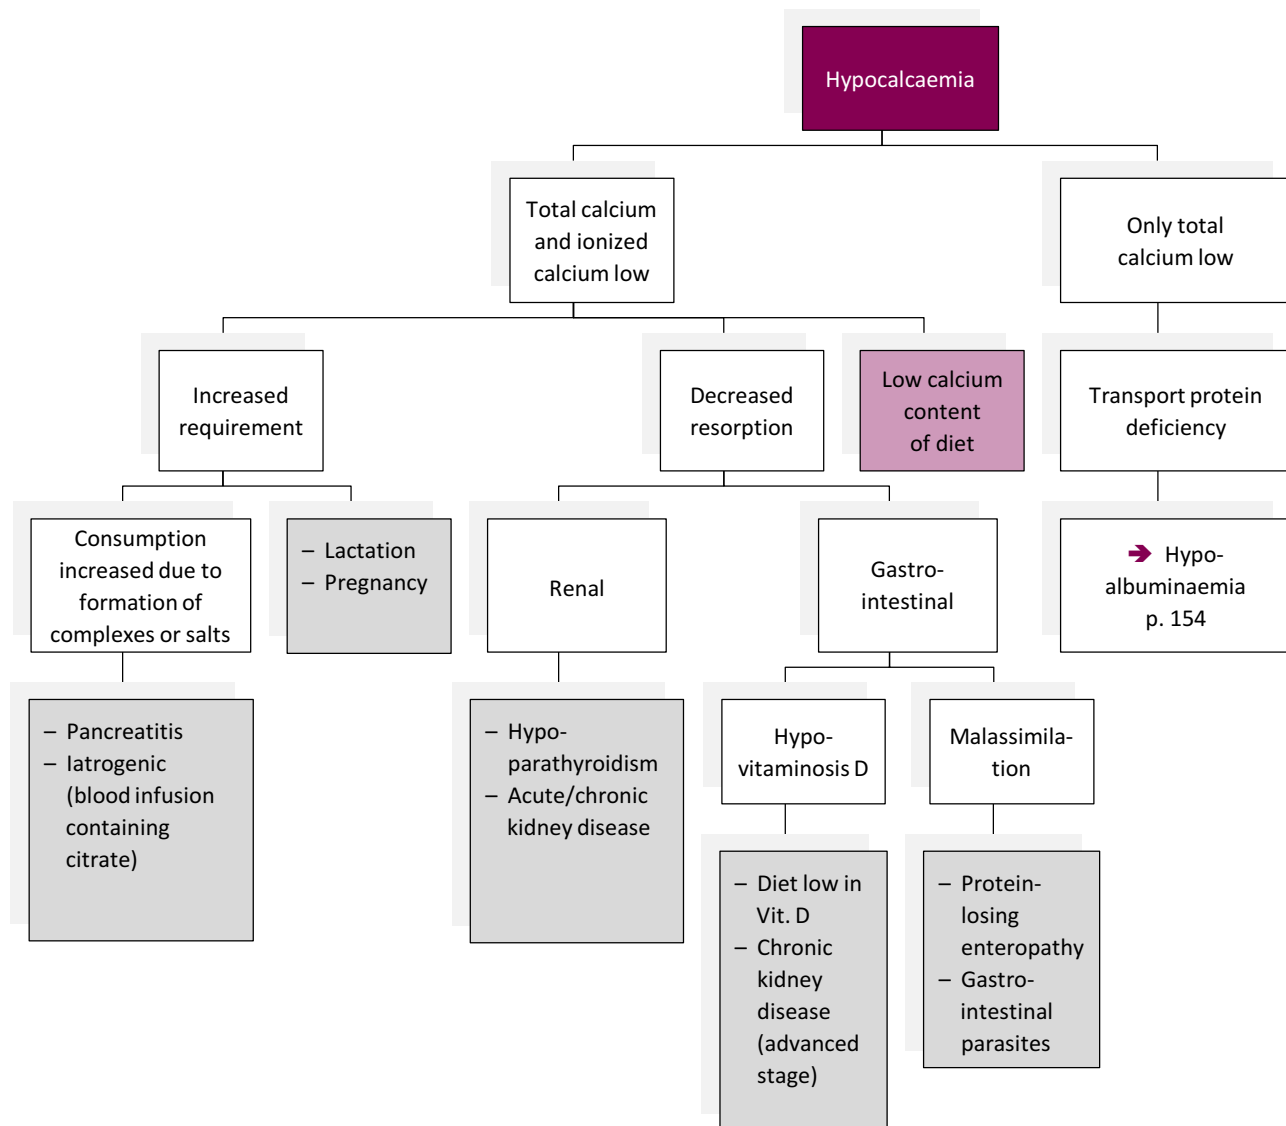 Hypocalcaemia
Total calcium
and ionized
calcium low
Only total
calcium low
Increased
requirement
Decreased
resorption
Low calcium
content
of diet
Transport protein
deficiency
Consumption
increased due to
formation of
complexes or salts
– Lactation
– Pregnancy
Renal
Gastro-
intestinal
➔ Hypo-
albuminaemia
p. 154
– Pancreatitis
– Iatrogenic
(blood infusion
containing
citrate)
– Hypo-
parathyroidism
– Acute/chronic
kidney disease
Hypo-
vitaminosis D
Malassimila-
tion
– Diet low in
Vit. D
– Chronic
kidney
disease
(advanced
stage)
– Protein-
losing
enteropathy
– Gastro-
intestinal
parasites